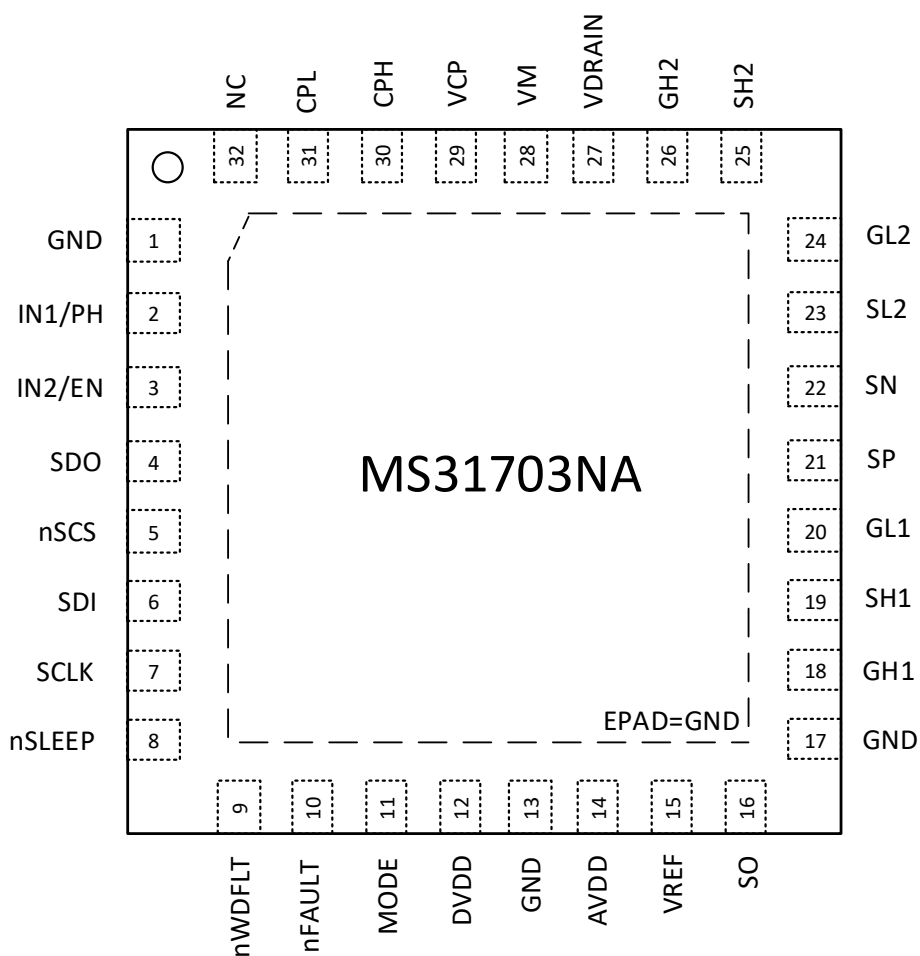 NC CPL CPH VCP VM VDRAIN GH2 SH2
32 31 30 29 28 27 26 25
GND 1
IN1/PH 2
IN2/EN 3
SDO 4
nSCS 5
SDI 6
SCLK 7
nSLEEP 8
MS31703NA
EPAD=GND
24 GL2
23 SL2
22 SN
21 SP
20 GL1
19 SH1
18 GH1
17 GND
9 10 11 12 13 14 15 16
nWDFLT nFAULT MODE DVDD GND AVDD VREF SO